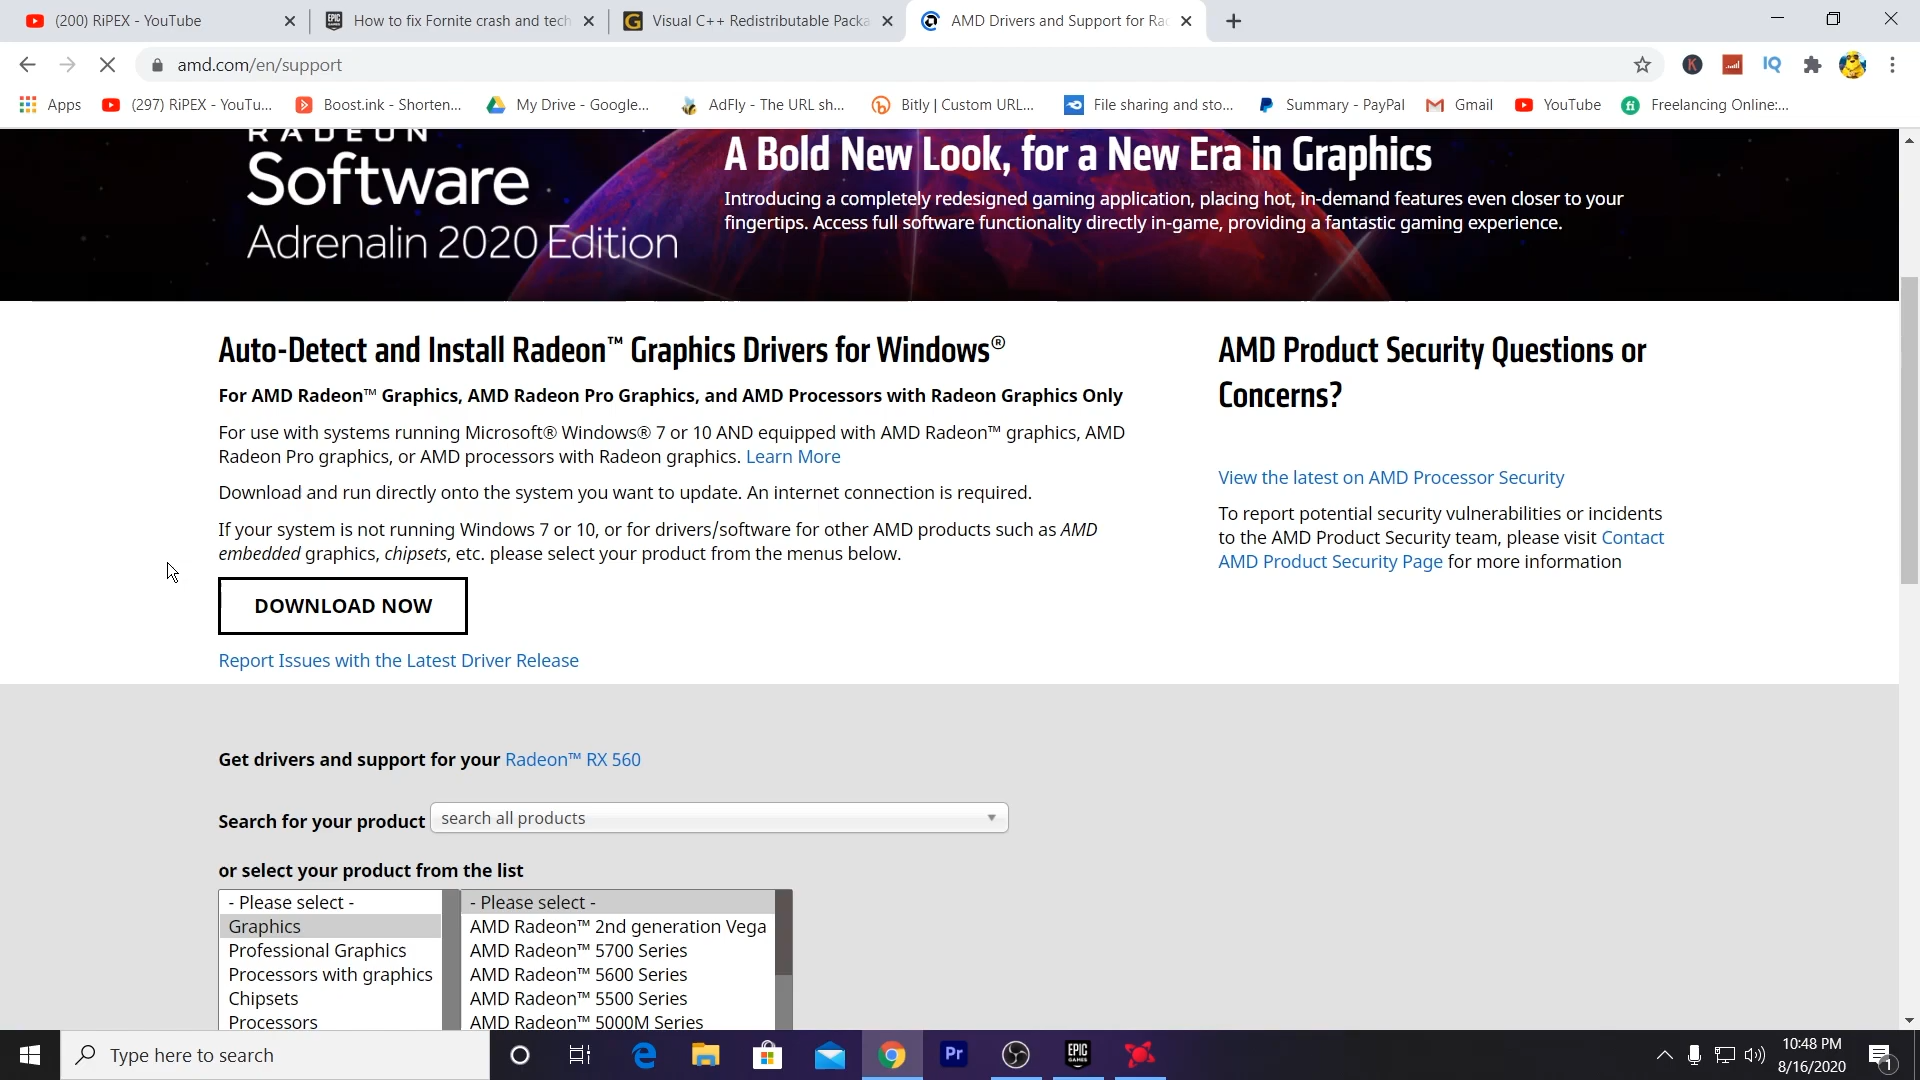 (200) RiPEX - YouTube
How to fix Fornite crash and tech
Visual C++ Redistributable Packa
AMD Drivers and Support for Ra
amd.com/en/support
Apps
(297) RiPEX - YouTu...
Boost.ink - Shorten...
My Drive - Google...
AdFly - The URL sh...
Bitly | Custom URL...
File sharing and sto...
Summary - PayPal
Gmail
YouTube
Freelancing Online:...
RADEON
Software
Adrenalin 2020 Edition
A Bold New Look, for a New Era in Graphics
Introducing a completely redesigned gaming application, placing hot, in-demand features even closer to your
fingertips. Access full software functionality directly in-game, providing a fantastic gaming experience.
Auto-Detect and Install Radeon™ Graphics Drivers for Windows®
For AMD Radeon™ Graphics, AMD Radeon Pro Graphics, and AMD Processors with Radeon Graphics Only
For use with systems running Microsoft® Windows® 7 or 10 AND equipped with AMD Radeon™ graphics, AMD
Radeon Pro graphics, or AMD processors with Radeon graphics. Learn More
Download and run directly onto the system you want to update. An internet connection is required.
If your system is not running Windows 7 or 10, or for drivers/software for other AMD products such as AMD
embedded graphics, chipsets, etc. please select your product from the menus below.
DOWNLOAD NOW
Report Issues with the Latest Driver Release
AMD Product Security Questions or
Concerns?
View the latest on AMD Processor Security
To report potential security vulnerabilities or incidents
to the AMD Product Security team, please visit Contact
AMD Product Security Page for more information
Get drivers and support for your Radeon™ RX 560
Search for your product
search all products
or select your product from the list
- Please select -
Graphics
Professional Graphics
Processors with graphics
Chipsets
Processors
- Please select -
AMD Radeon™ 2nd generation Vega
AMD Radeon™ 5700 Series
AMD Radeon™ 5600 Series
AMD Radeon™ 5500 Series
AMD Radeon™ 5000M Series
Type here to search
Pr
EPIC
GAMES
10:48 PM
8/16/2020
1